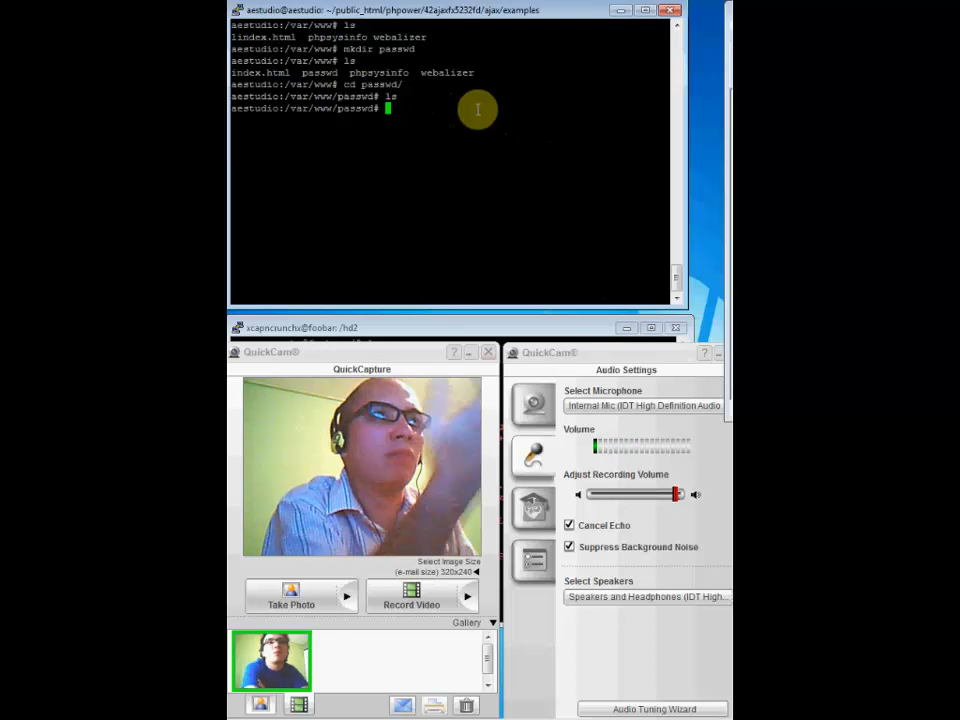 aestudio@aestudio: ~/public_html/phpower/42ajaxfx5232fd/ajax/examples
aestudio:/var/www# ls
lindex.html phpsysinfo webalizer
aestudio:/var/www# mkdir passwd
aestudio:/var/www# ls
index.html passwd phpsysinfo webalizer
aestudio:/var/www# cd passwd/
aestudio:/var/www/passwd# ls
aestudio:/var/www/passwd#
xcapncrunchx@foobar: /hd2
QuickCam®
QuickCapture
Select Image Size
(e-mail size) 320x240
Take Photo
Record Video
Gallery
QuickCam®
Audio Settings
Select Microphone
Internal Mic (IDT High Definition Audio
Volume
Adjust Recording Volume
Cancel Echo
Suppress Background Noise
Select Speakers
Speakers and Headphones (IDT High...
Audio Tuning Wizard